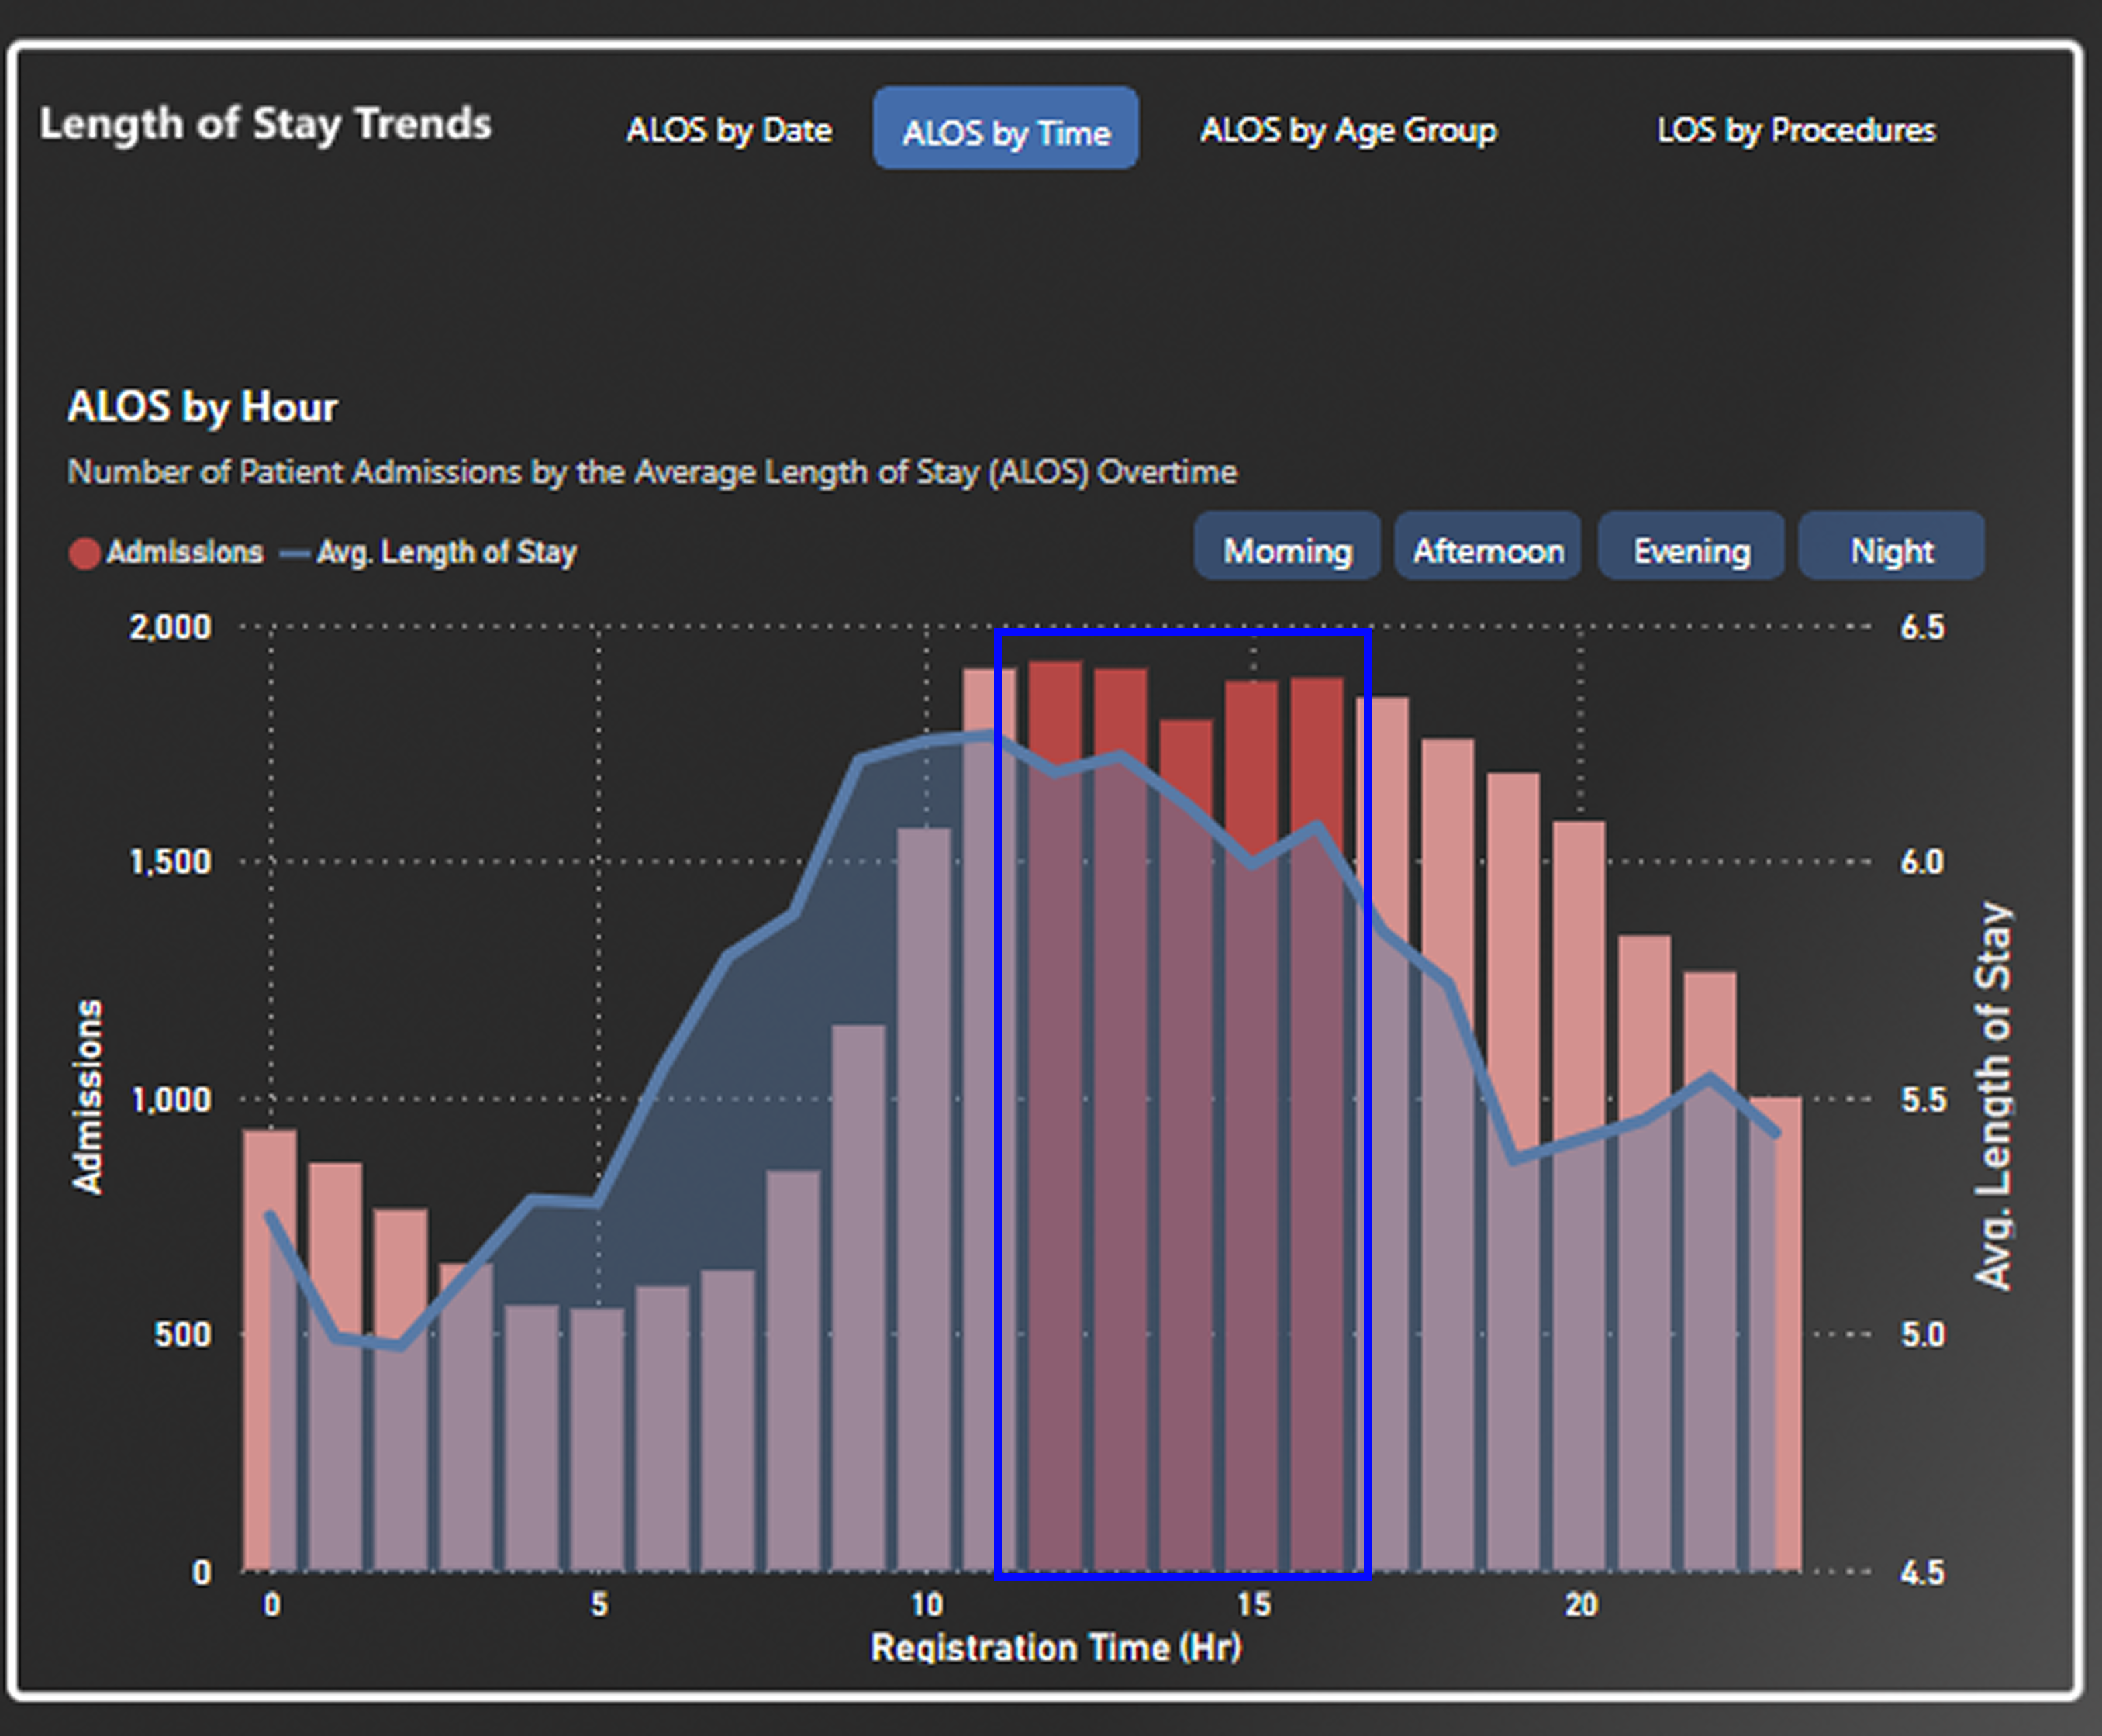 Length of Stay Trends
ALOS by Date
ALOS by Time
ALOS by Age Group
LOS by Procedures
ALOS by Hour
Number of Patient Admissions by the Average Length of Stay (ALOS) Overtime
Admissions
Avg. Length of Stay
Morning
Afternoon
Evening
Night
2,000
1,500
1,000
500
0
Admissions
6.5
6.0
5.5
5.0
4.5
Avg. Length of Stay
0 5 10 15 20
Registration Time (Hr)